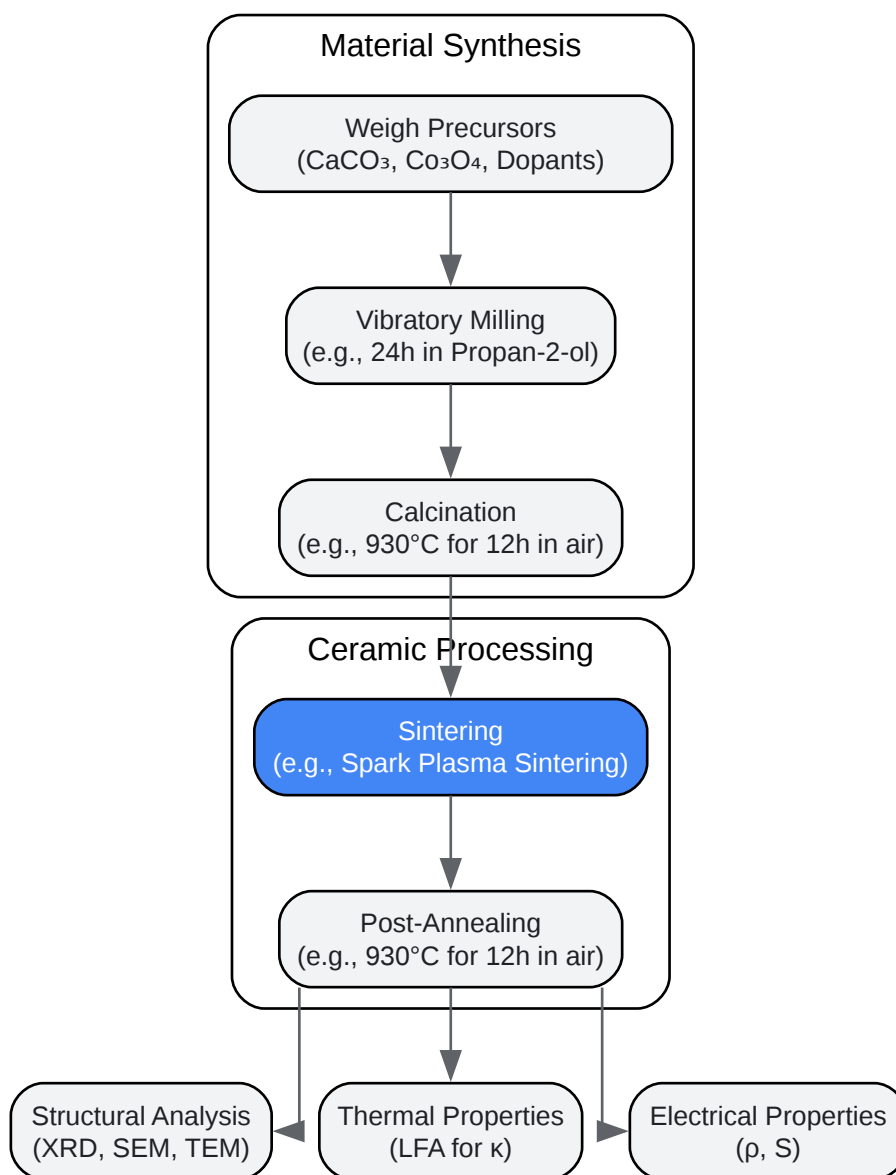 Material Synthesis
Weigh Precursors
(CaCO₃, Co₃O₄, Dopants)
Vibratory Milling
(e.g., 24h in Propan-2-ol)
Calcination
(e.g., 930°C for 12h in air)
Ceramic Processing
Sintering
(e.g., Spark Plasma Sintering)
Post-Annealing
(e.g., 930°C for 12h in air)
Structural Analysis
(XRD, SEM, TEM)
Thermal Properties
(LFA for κ)
Electrical Properties
(ρ, S)